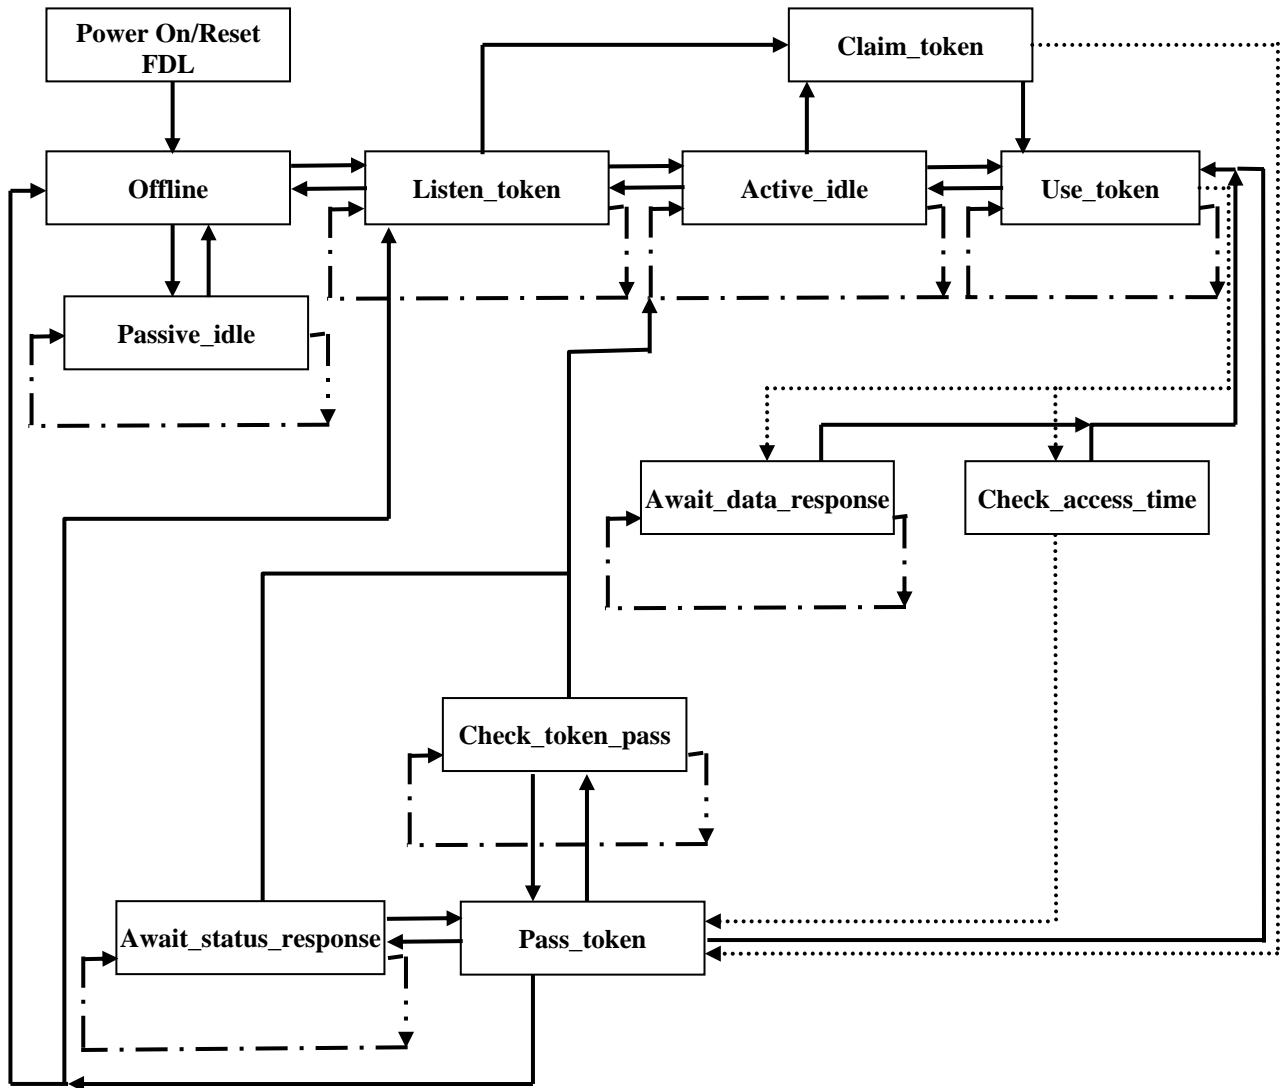 Power On/Reset
FDL
Claim_token
Offline
Listen_token
Active_idle
Use_token
Passive_idle
Await_data_response
Check_access_time
Check_token_pass
Await_status_response
Pass_token